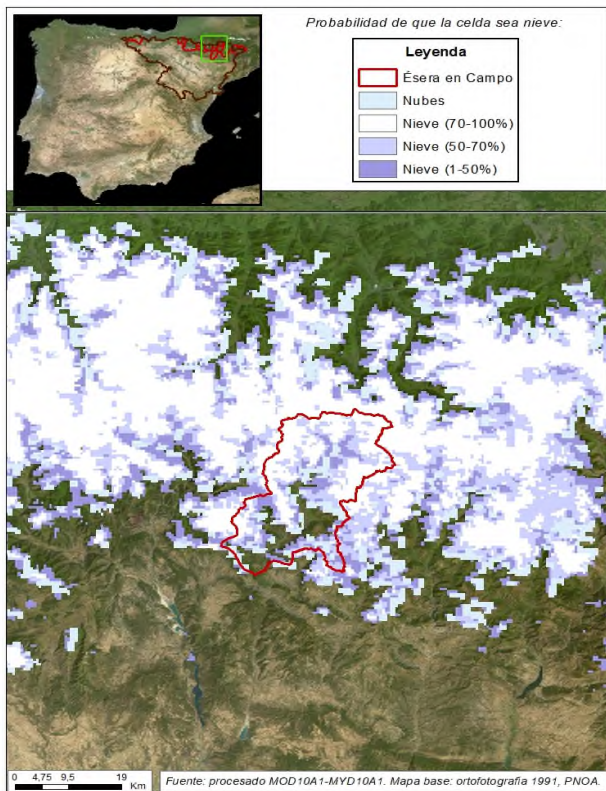 Probabilidad de que la celda sea nieve:
Leyenda
Ésera en Campo
Nubes
Nieve (70-100%)
Nieve (50-70%)
Nieve (1-50%)
0 4,75 9,5 19
Km
Fuente: procesado MOD10A1-MYD10A1. Mapa base: ortofotografia 1991, PNOA.